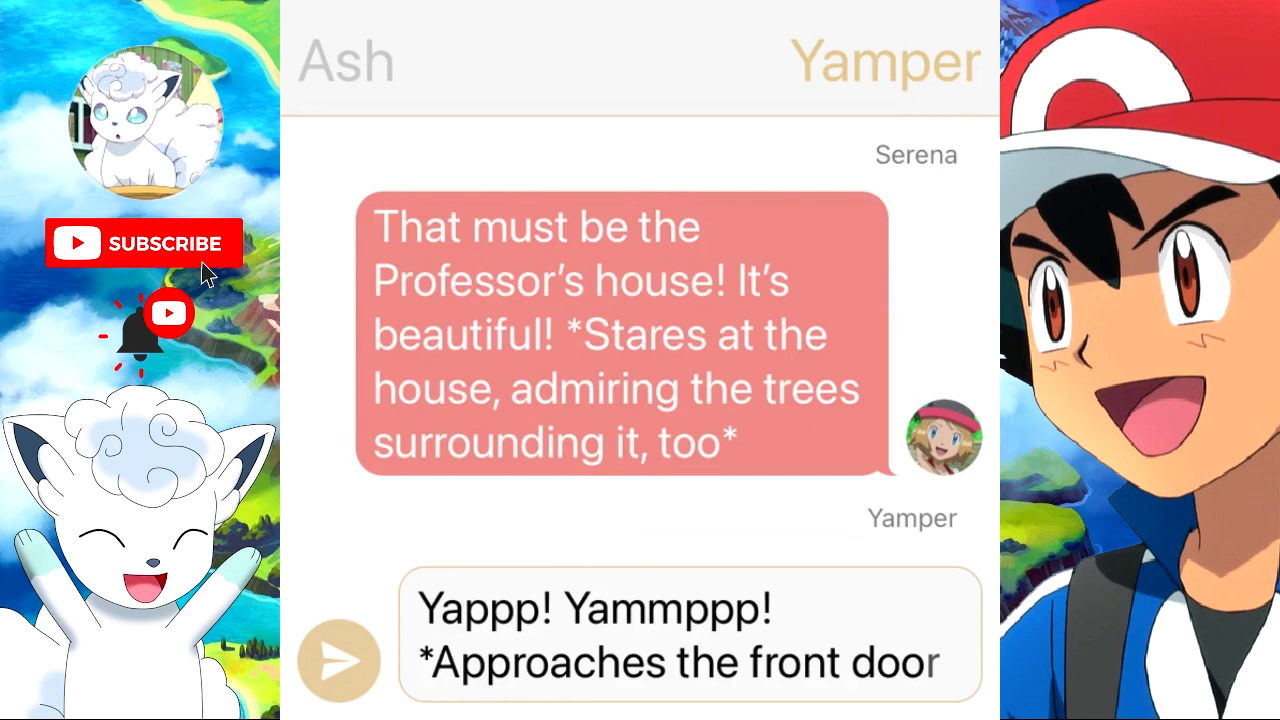 Ash Yamper
Serena
That must be the
Professor’s house! It’s
beautiful! *Stares at the
house, admiring the trees
surrounding it, too*
Yamper
Yappp! Yammppp!
*Approaches the front door
SUBSCRIBE